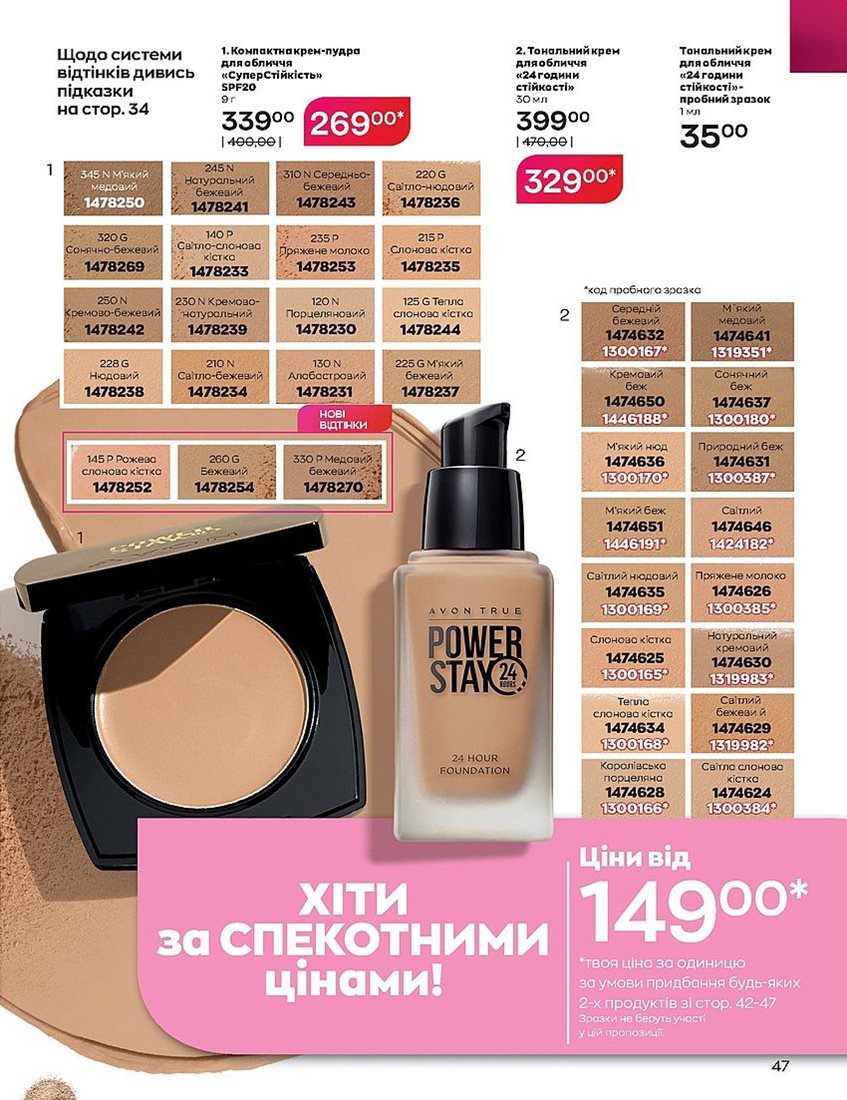 Щодо системи
відтінків дивись
підказки
на стор. 34
1. Компактна крем-пудра
для обличчя
«СуперСтійкість»
SPF20
9 г
339⁰⁰
|400,00|
269⁰⁰*
2. Тональний крем
для обличчя
«24 години
стійкості»
30 мл
399⁰⁰
|470,00|
329⁰⁰*
Тональний крем
для обличчя
«24 години
стійкості»-
пробний зразок
1 мл
35⁰⁰
1
345 N М'який
медовий
1478250
245 N
Натуральний
бежевий
1478241
310 N Середньо-
бежевий
1478243
220 G
Світло-нюдовий
1478236
320 G
Сонячно-бежевий
1478269
140 P
Світло-слонова
кістка
1478233
235 P
Пряжене молоко
1478253
215 P
Слонова кістка
1478235
250 N
Кремово-бежевий
1478242
230 N Кремово-
натуральний
1478239
120 N
Порцеляновий
1478230
125 G Тепла
слонова кістка
1478244
228 G
Нюдовий
1478238
210 N
Світло-бежевий
1478234
130 N
Алабастровий
1478231
225 G М'який
бежевий
1478237
НОВІ
ВІДТІНКИ
145 P Рожева
слонова кістка
1478252
260 G
Бежевий
1478254
330 P Медовий
бежевий
1478270
1
2
AVON TRUE
POWER
STAY 24
HOURS
24 HOUR
FOUNDATION
*код пробного зразка
2
Середній
бежевий
1474632
1300167*
М`який
медовий
1474641
1319351*
Кремовий
беж
1474650
1446188*
Сонячний
беж
1474637
1300180*
М'який нюд
1474636
1300170*
Природний беж
1474631
1300387*
М'який беж
1474651
1446191*
Світлий
1474646
1424182*
Світлий нюдовий
1474635
1300169*
Пряжене молоко
1474626
1300385*
Слонова кістка
1474625
1300165*
Натуральний
кремовий
1474630
1319983*
Тепла
слонова кістка
1474634
1300168*
Світлий
бежеви й
1474629
1319982*
Королівська
порцеляна
1474628
1300166*
Світла слонова
кістка
1474624
1300384*
ХІТИ
за СПЕКОТНИМИ
цінами!
Ціни від
149⁰⁰*
*твоя ціна за одиницю
за умови придбання будь-яких
2-х продуктів зі стор. 42-47
Зразки не беруть участі
у цій пропозиції.
47